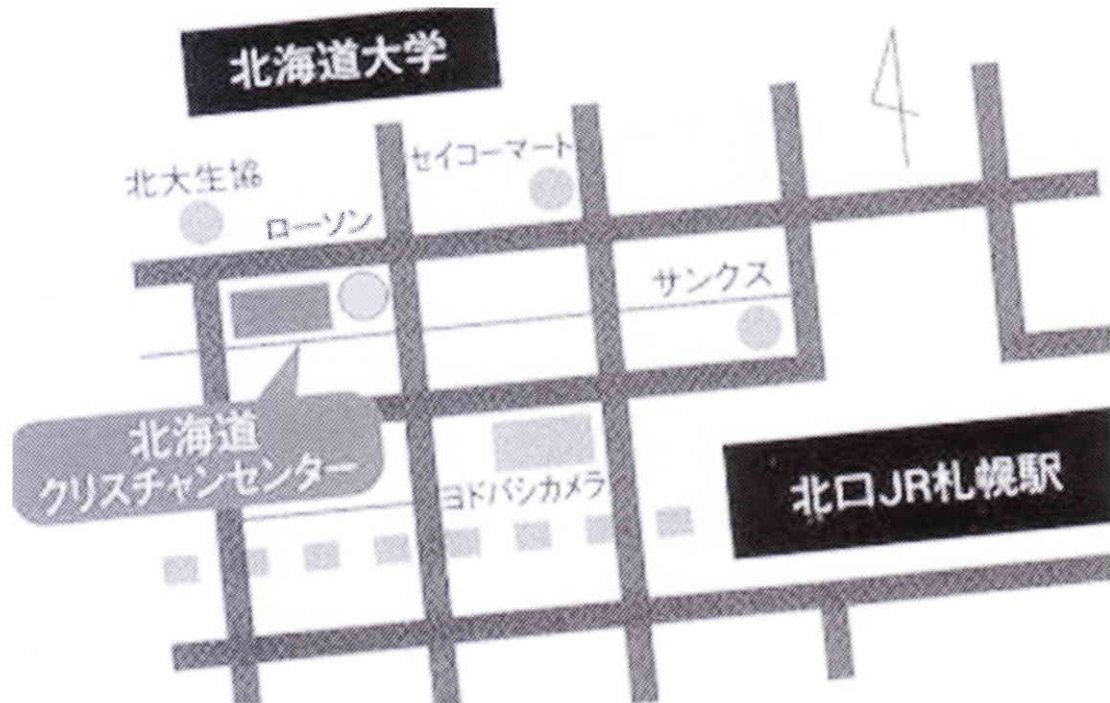 北海道大学
セイコーマート
北大生協
ローソン
サンクス
北海道
クリスチャンセンター
ヨドバシカメラ
北口JR札幌駅